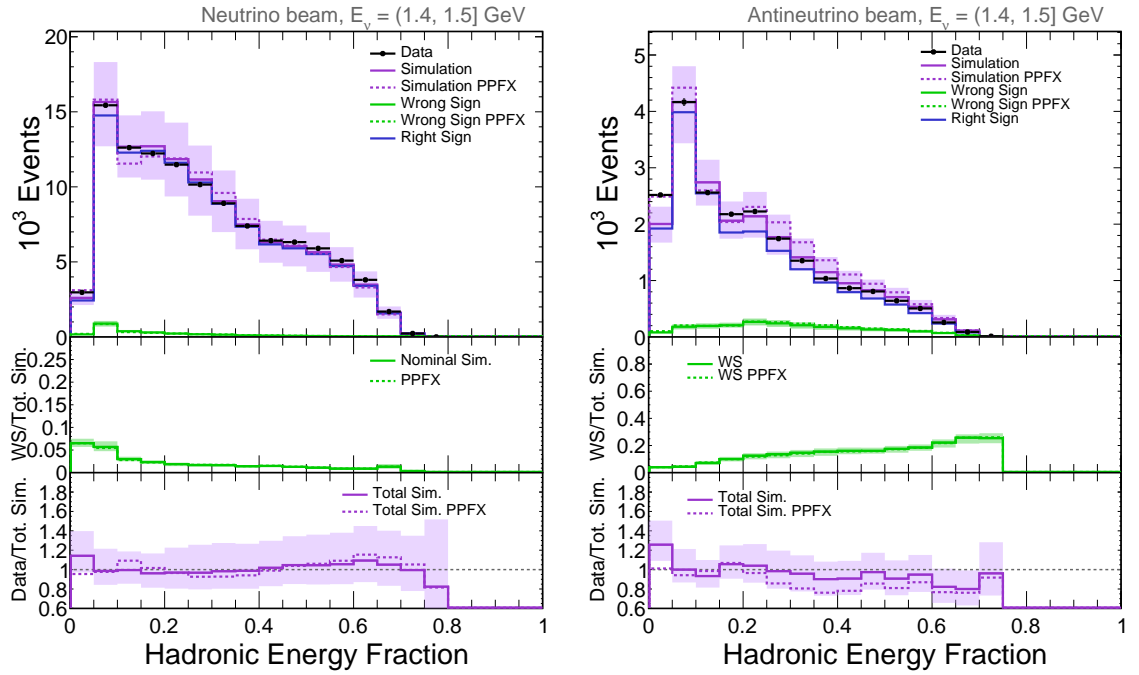 Neutrino beam, Eν = (1.4, 1.5] GeV
20
15
10
5
0
10³ Events
Data
Simulation
Simulation PPFX
Wrong Sign
Wrong Sign PPFX
Right Sign
0.25
0.2
0.15
0.1
0.05
0
WS/Tot. Sim.
Nominal Sim.
PPFX
1.8
1.6
1.4
1.2
1
0.8
0.6
Data/Tot. Sim.
Total Sim.
Total Sim. PPFX
0 0.2 0.4 0.6 0.8 1
Hadronic Energy Fraction
Antineutrino beam, Eν = (1.4, 1.5] GeV
5
4
3
2
1
0
10³ Events
Data
Simulation
Simulation PPFX
Wrong Sign
Wrong Sign PPFX
Right Sign
0.8
0.6
0.4
0.2
0
WS/Tot. Sim.
WS
WS PPFX
1.8
1.6
1.4
1.2
1
0.8
0.6
Data/Tot. Sim.
Total Sim.
Total Sim. PPFX
0 0.2 0.4 0.6 0.8 1
Hadronic Energy Fraction